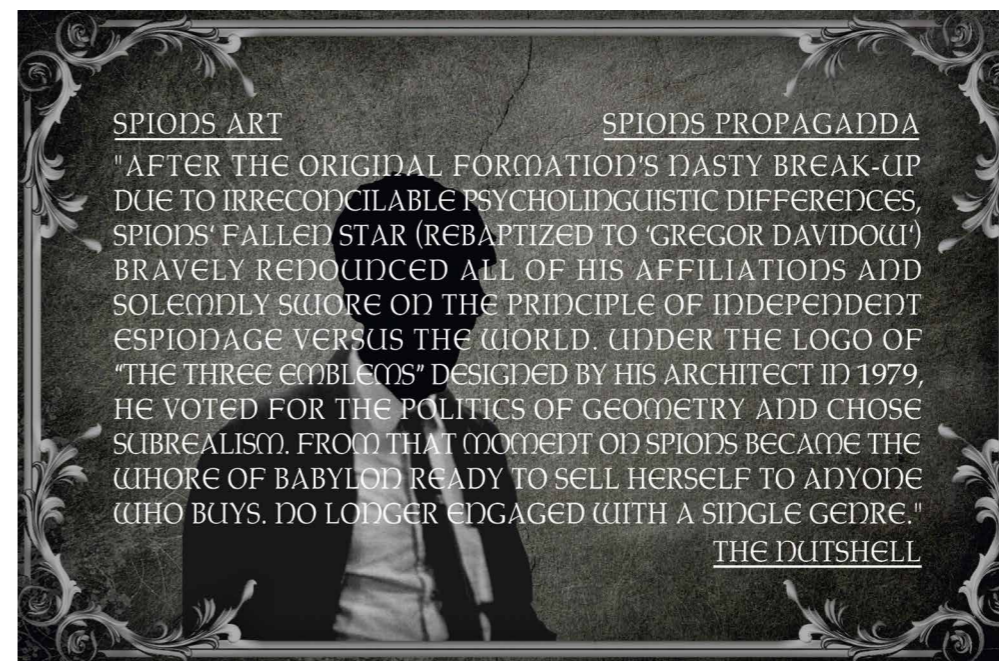 SPIONS ART SPIONS PROPAGANDA
"AFTER THE ORIGINAL FORMATION'S NASTY BREAK-UP
DUE TO IRRECONCILABLE PSYCHOLINGUISTIC DIFFERENCES,
SPIONS' FALLEN STAR (REBAPTIZED TO 'GREGOR DAVIDOW')
BRAVELY RENOUNCED ALL OF HIS AFFILIATIONS AND
SOLEMNLY SWORE ON THE PRINCIPLE OF INDEPENDENT
ESPIONAGE VERSUS THE WORLD. UNDER THE LOGO OF
"THE THREE EMBLEMS" DESIGNED BY HIS ARCHITECT IN 1979,
HE VOTED FOR THE POLITICS OF GEOMETRY AND CHOSE
SUBREALISM. FROM THAT MOMENT ON SPIONS BECAME THE
WHORE OF BABYLON READY TO SELL HERSELF TO ANYONE
WHO BUYS. NO LONGER ENGAGED WITH A SINGLE GENRE."
THE NUTSHELL